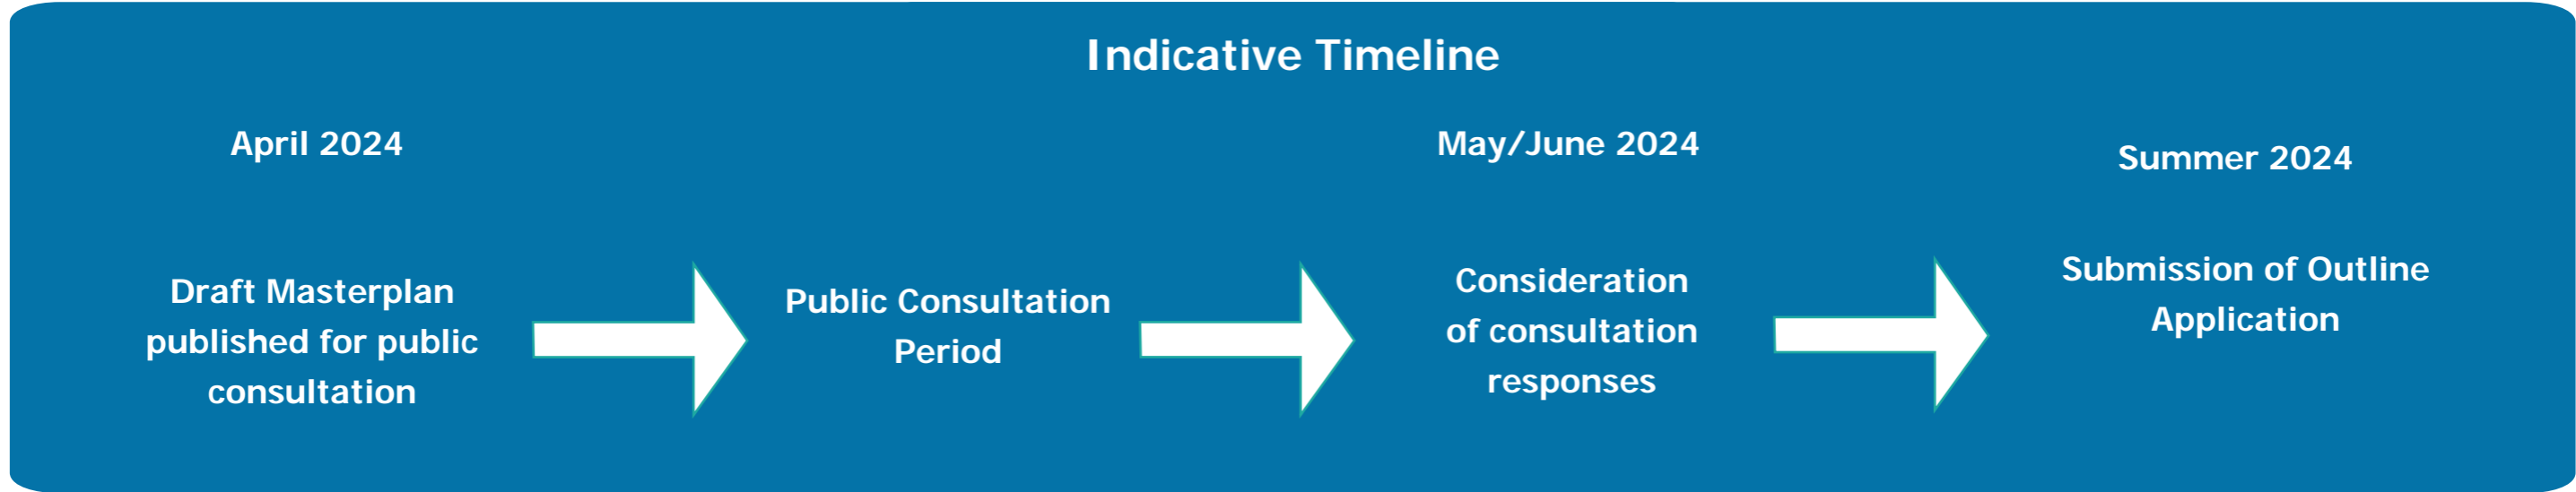 Indicative Timeline
April 2024
May/June 2024
Summer 2024
Draft Masterplan
published for public
consultation
Public Consultation
Period
Consideration
of consultation
responses
Submission of Outline
Application